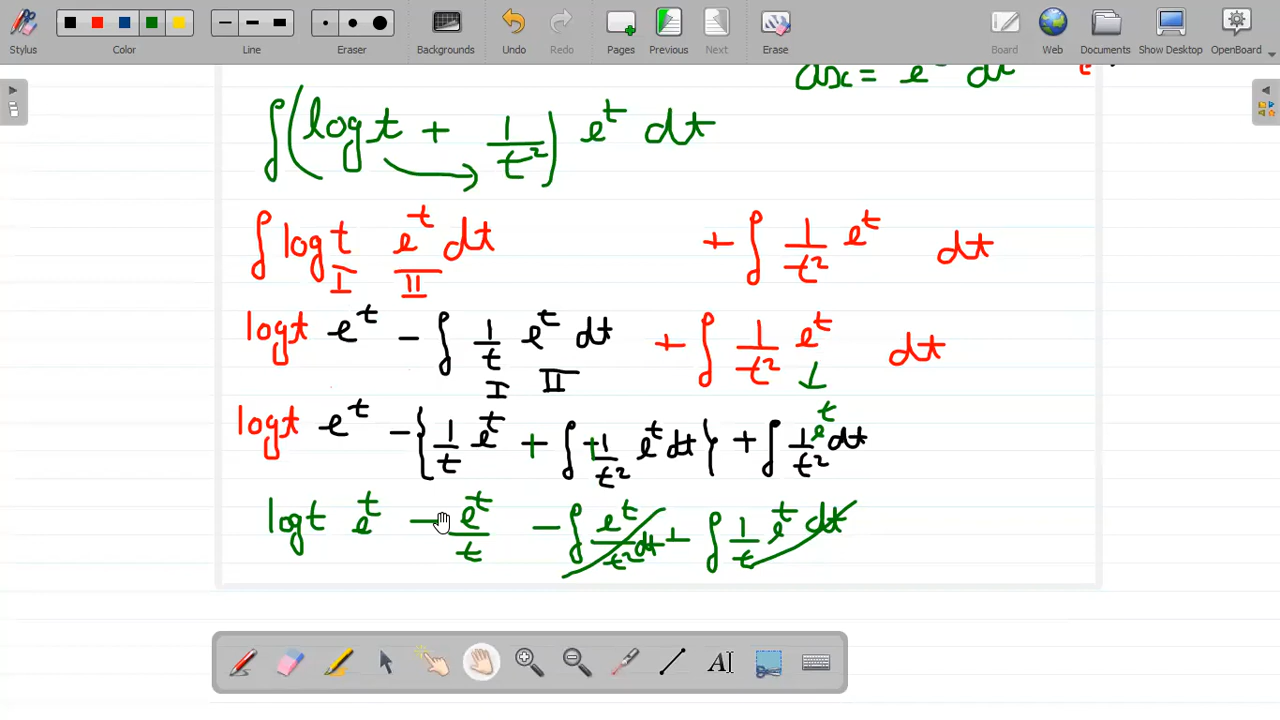 Stylus Color Line Eraser Backgrounds Undo Redo Pages Previous Next Erase Board Web Documents Show Desktop OpenBoard
dx = e^t dt
∫(log t + 1/t²) e^t dt
∫ log t e^t dt + ∫ 1/t² e^t dt
I II
log t e^t - ∫ 1/t e^t dt + ∫ 1/t² e^t dt
I II
log t e^t - { 1/t e^t + ∫ + 1/t² e^t dt } + ∫ 1/t² e^t dt
log t e^t - e^t/t - ∫ e^t/t² dt + ∫ 1/t e^t dt